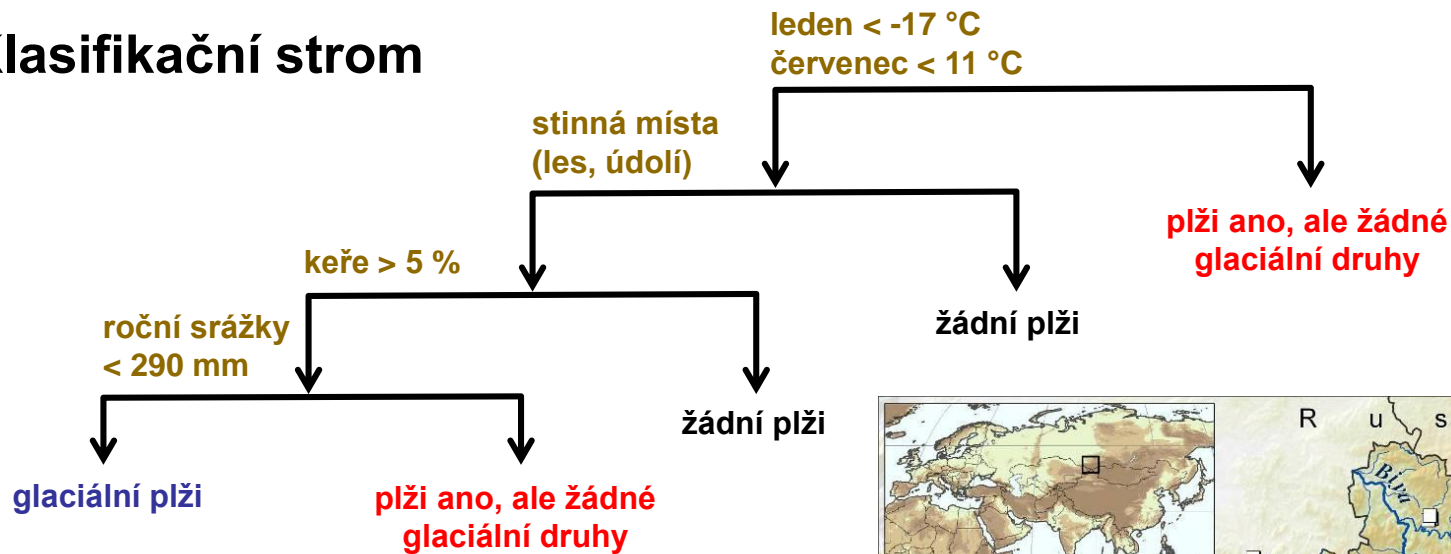 lasifikační strom
leden < -17 °C
červenec < 11 °C
stinná místa
(les, údolí)
plži ano, ale žádné
glaciální druhy
keře > 5 %
žádní plži
roční srážky
< 290 mm
žádní plži
glaciální plži
plži ano, ale žádné
glaciální druhy
R u s
Biya